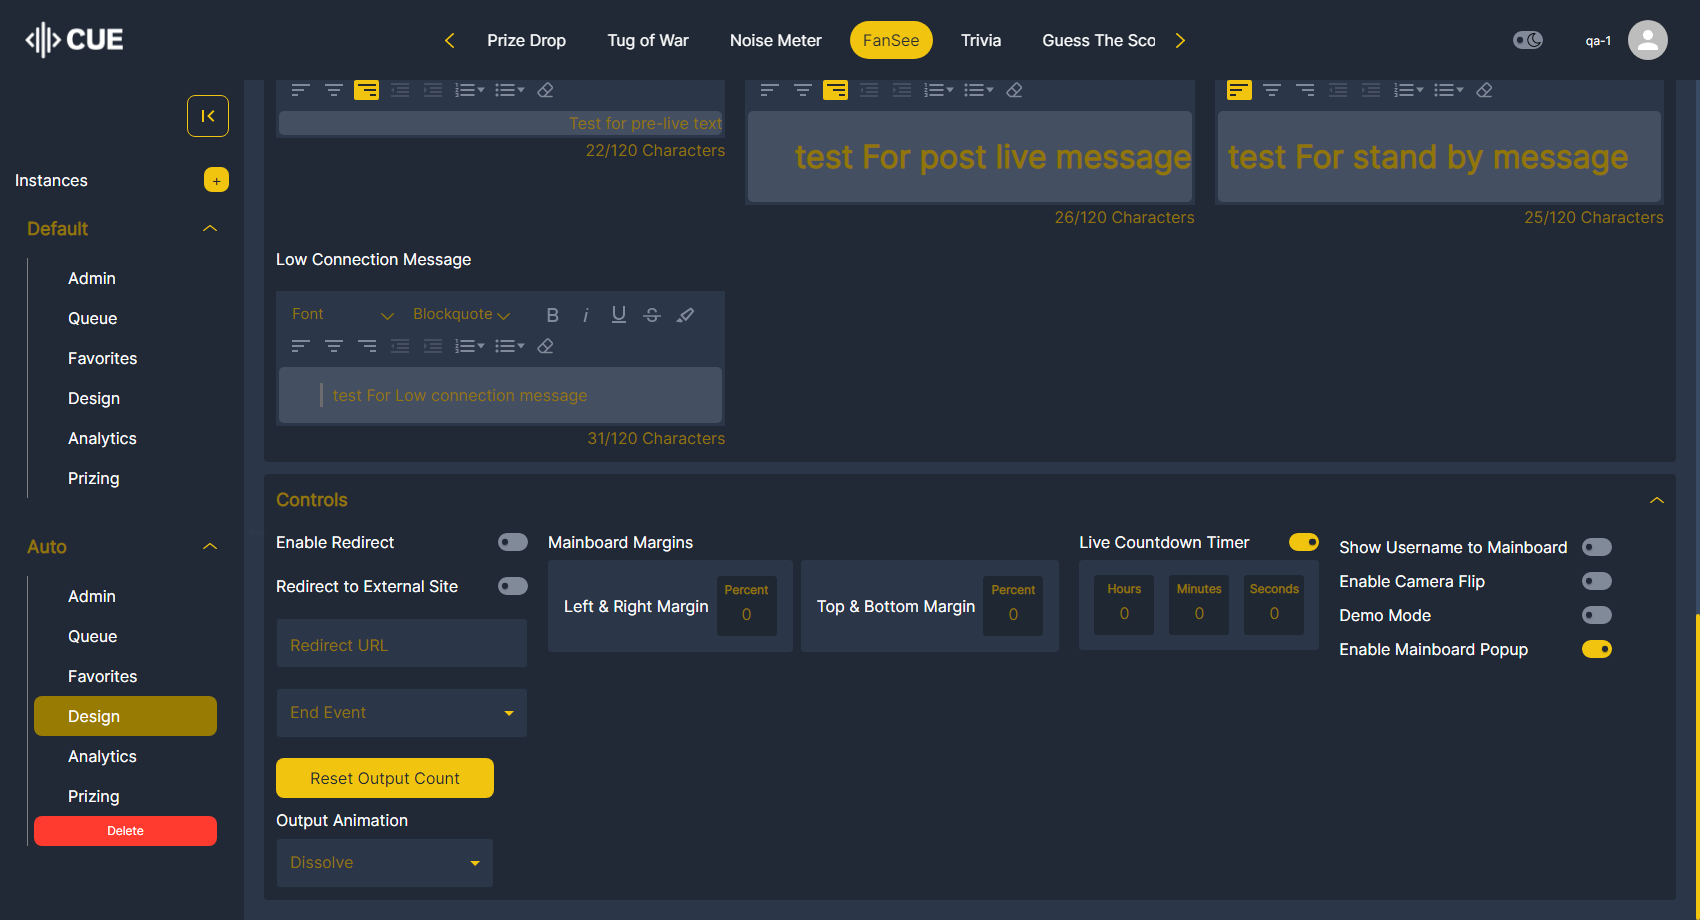 CUE
Prize Drop
Tug of War
Noise Meter
FanSee
Trivia
Guess The Sco
qa-1
Instances
+
Default
Admin
Queue
Favorites
Design
Analytics
Prizing
Auto
Admin
Queue
Favorites
Design
Analytics
Prizing
Delete
Test for pre-live text
22/120 Characters
test For post live message
26/120 Characters
test For stand by message
25/120 Characters
Low Connection Message
Font
Blockquote
B i U S
test For Low connection message
31/120 Characters
Controls
Enable Redirect
Redirect to External Site
Redirect URL
End Event
Reset Output Count
Output Animation
Dissolve
Mainboard Margins
Left & Right Margin
Percent
0
Top & Bottom Margin
Percent
0
Live Countdown Timer
Hours
0
Minutes
0
Seconds
0
Show Username to Mainboard
Enable Camera Flip
Demo Mode
Enable Mainboard Popup